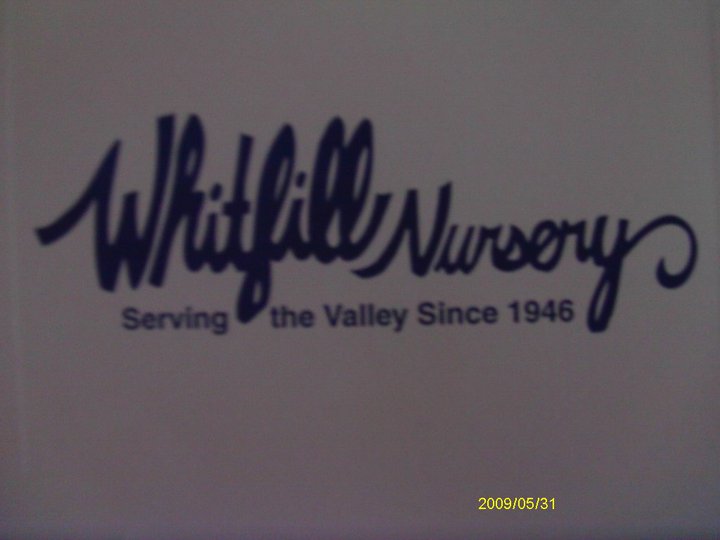 Whitfill Nursery
Serving the Valley Since 1946
2009/05/31